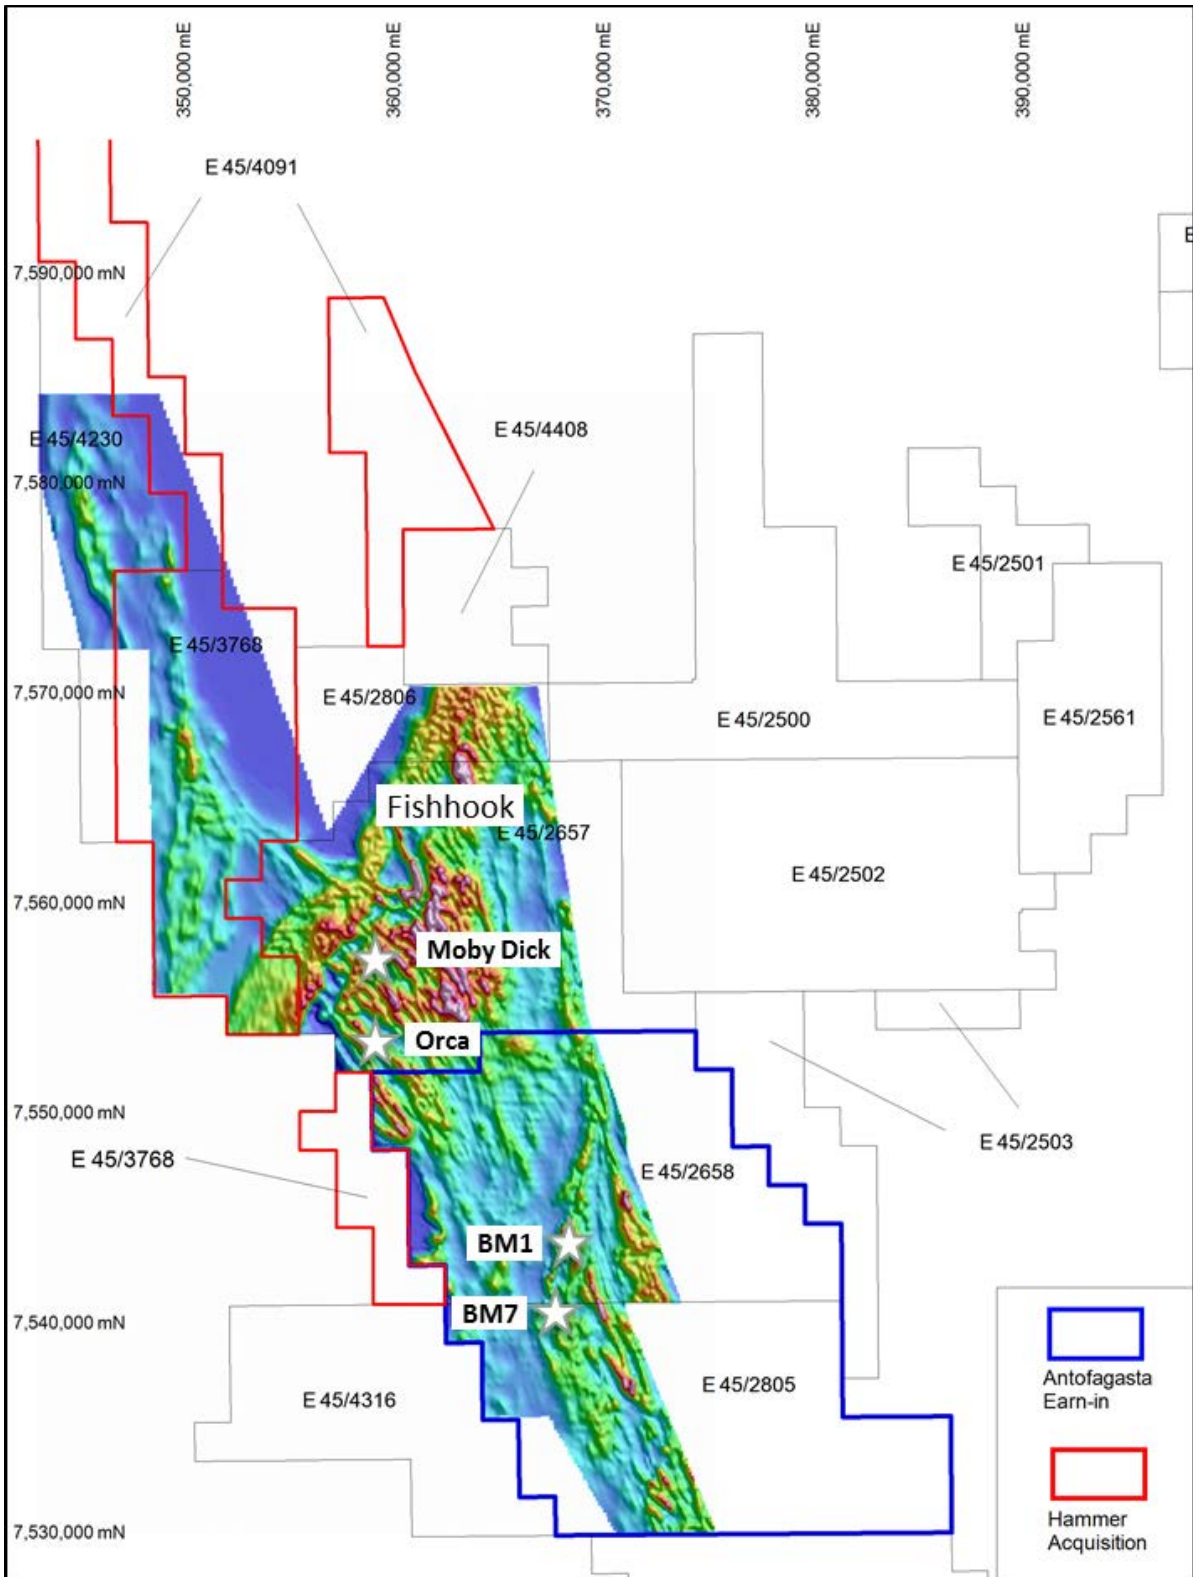 350,000 mE
360,000 mE
370,000 mE
380,000 mE
390,000 mE
E 45/4091
E
7,590,000 mN
E 45/4408
E 45/4230
7,580,000 mN
E 45/2501
E 45/3768
7,570,000 mN
E 45/2806
E 45/2500
E 45/2561
Fishhook
E 45/2657
E 45/2502
7,560,000 mN
Moby Dick
Orca
7,550,000 mN
E 45/2503
E 45/3768
E 45/2658
BM1
BM7
7,540,000 mN
E 45/4316
E 45/2805
Antofagasta
Earn-in
7,530,000 mN
Hammer
Acquisition